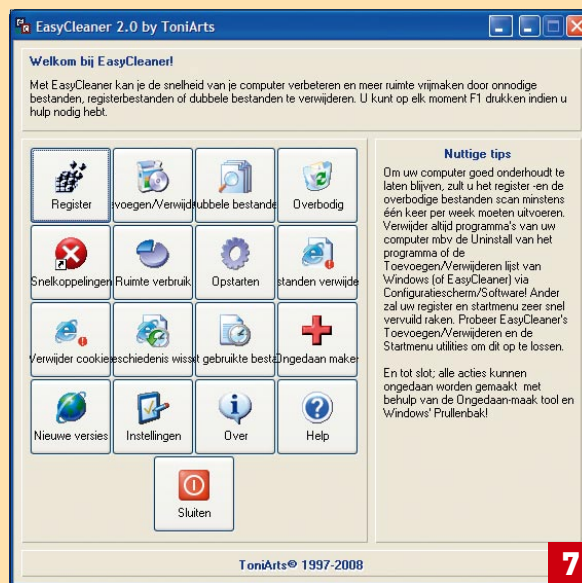 EasyCleaner 2.0 by ToniArts
Welkom bij EasyCleaner!
Met EasyCleaner kan je de snelheid van je computer verbeteren en meer ruimte vrijmaken door onnodige
bestanden, registerbestanden of dubbele bestanden te verwijderen. U kunt op elk moment F1 drukken indien u
hulp nodig hebt.
Register
evoegen/Verwijd
ubbele bestande
Overbodig
Snelkoppelingen
Ruimte verbruik
Opstarten
standen verwijde
Verwijder cookie
eschiedenis wiss
t gebruikte besta
Ongedaan maker
Nieuwe versies
Instellingen
Over
Help
Sluiten
Nuttige tips
Om uw computer goed onderhoudt te
laten blijven, zult u het register -en de
overbodige bestanden scan minstens
één keer per week moeten uitvoeren.
Verwijder altijd programma's van uw
computer mbv de Uninstall van het
programma of de
Toevoegen/Verwijderen lijst van
Windows (of EasyCleaner) via
Configuratiescherm/Software! Ander
zal uw register en startmenu zeer snel
vervuild raken. Probeer EasyCleaner's
Toevoegen/Verwijderen en de
Startmenu utilities om dit op te lossen.
En tot slot; alle acties kunnen
ongedaan worden gemaakt met
behulp van de Ongedaan-maak tool en
Windows' Prullenbak!
ToniArts© 1997-2008
7